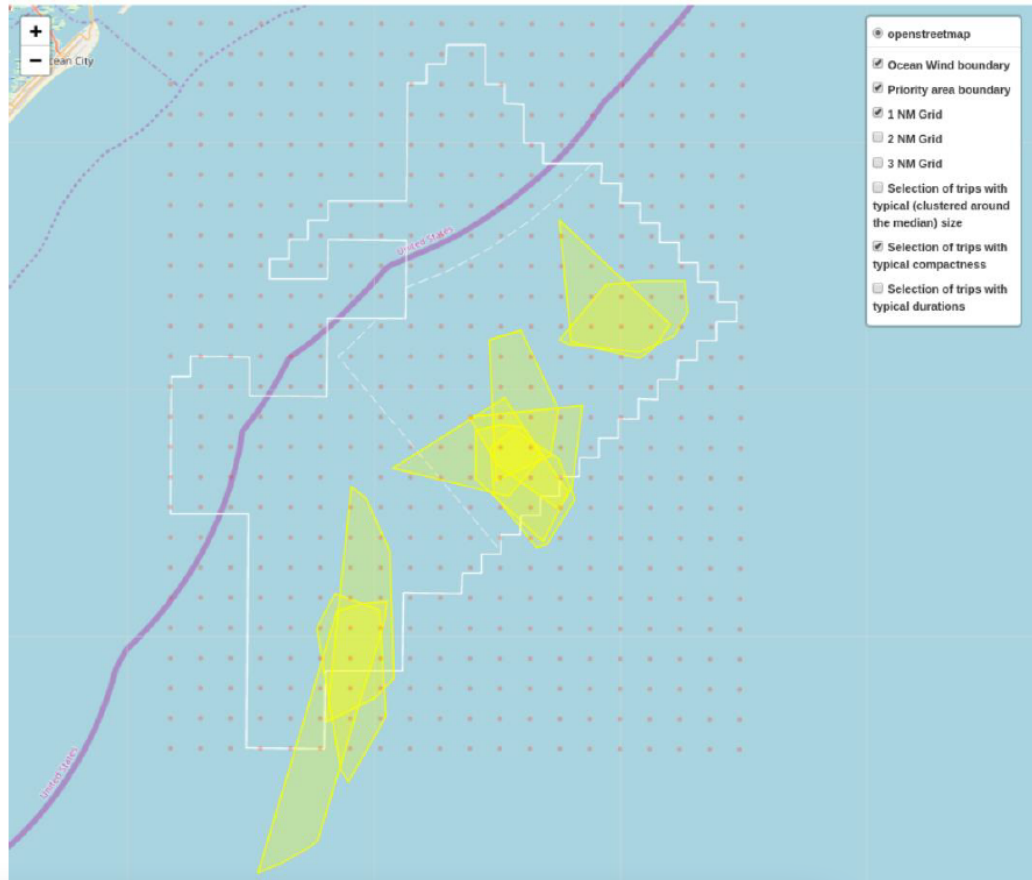 +
−
cean City
United States
United States
openstreetmap
Ocean Wind boundary
Priority area boundary
1 NM Grid
2 NM Grid
3 NM Grid
Selection of trips with
typical (clustered around
the median) size
Selection of trips with
typical compactness
Selection of trips with
typical durations